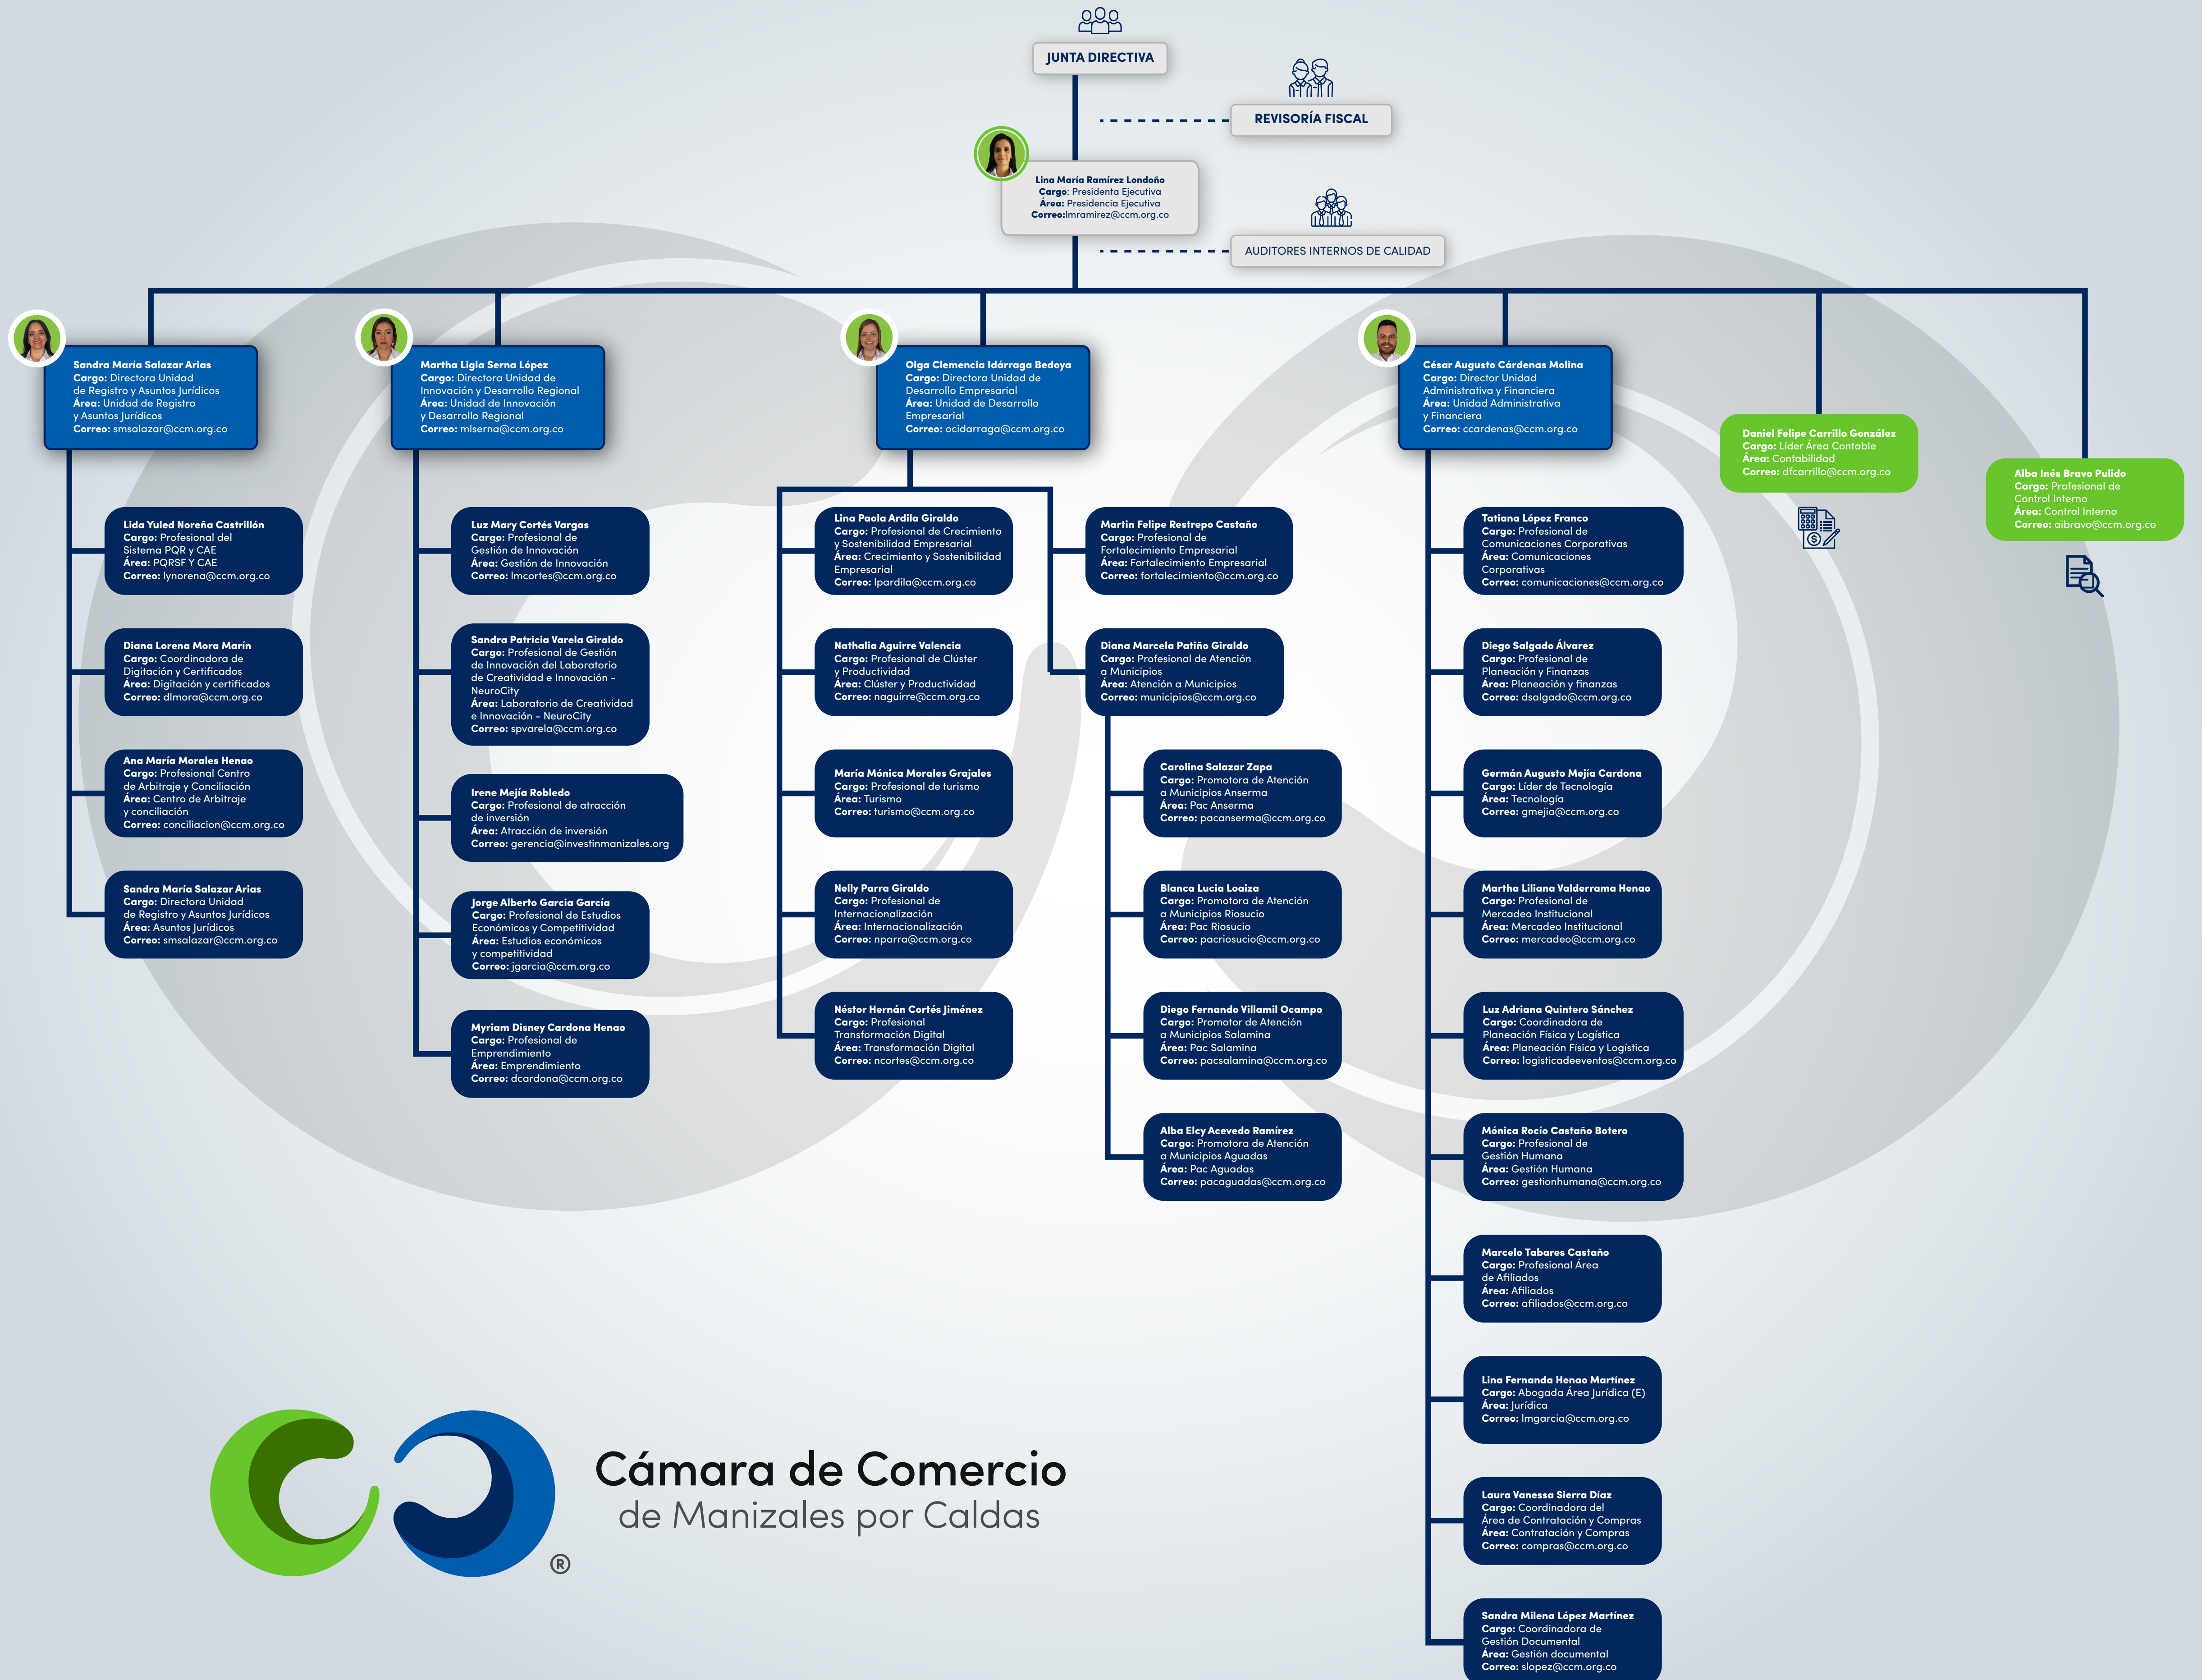 JUNTA DIRECTIVA
REVISORÍA FISCAL
Lina María Ramírez Londoño
Cargo: Presidenta Ejecutiva
Área: Presidencia Ejecutiva
Correo:lmramirez@ccm.org.co
AUDITORES INTERNOS DE CALIDAD
Sandra María Salazar Arias
Cargo: Directora Unidad
de Registro y Asuntos Jurídicos
Área: Unidad de Registro
y Asuntos Jurídicos
Correo: smsalazar@ccm.org.co
Lida Yuled Noreña Castrillón
Cargo: Profesional del
Sistema PQR y CAE
Área: PQRSF Y CAE
Correo: lynorena@ccm.org.co
Diana Lorena Mora Marín
Cargo: Coordinadora de
Digitación y Certificados
Área: Digitación y certificados
Correo: dlmora@ccm.org.co
Ana María Morales Henao
Cargo: Profesional Centro
de Arbitraje y Conciliación
Área: Centro de Arbitraje
y conciliación
Correo: conciliacion@ccm.org.co
Sandra María Salazar Arias
Cargo: Directora Unidad
de Registro y Asuntos Jurídicos
Área: Asuntos Jurídicos
Correo: smsalazar@ccm.org.co
Martha Ligia Serna López
Cargo: Directora Unidad de
Innovación y Desarrollo Regional
Área: Unidad de Innovación
y Desarrollo Regional
Correo: mlserna@ccm.org.co
Luz Mary Cortés Vargas
Cargo: Profesional de
Gestión de Innovación
Área: Gestión de Innovación
Correo: lmcortes@ccm.org.co
Sandra Patricia Varela Giraldo
Cargo: Profesional de Gestión
de Innovación del Laboratorio
de Creatividad e Innovación -
NeuroCity
Área: Laboratorio de Creatividad
e Innovación - NeuroCity
Correo: spvarela@ccm.org.co
Irene Mejía Robledo
Cargo: Profesional de atracción
de inversión
Área: Atracción de inversión
Correo: gerencia@investinmanizales.org
Jorge Alberto Garcia García
Cargo: Profesional de Estudios
Económicos y Competitividad
Área: Estudios económicos
y competitividad
Correo: jgarcia@ccm.org.co
Myriam Disney Cardona Henao
Cargo: Profesional de
Emprendimiento
Área: Emprendimiento
Correo: dcardona@ccm.org.co
Olga Clemencia Idárraga Bedoya
Cargo: Directora Unidad de
Desarrollo Empresarial
Área: Unidad de Desarrollo
Empresarial
Correo: ocidarraga@ccm.org.co
Lina Paola Ardila Giraldo
Cargo: Profesional de Crecimiento
y Sostenibilidad Empresarial
Área: Crecimiento y Sostenibilidad
Empresarial
Correo: lpardila@ccm.org.co
Nathalia Aguirre Valencia
Cargo: Profesional de Clúster
y Productividad
Área: Clúster y Productividad
Correo: naguirre@ccm.org.co
María Mónica Morales Grajales
Cargo: Profesional de turismo
Área: Turismo
Correo: turismo@ccm.org.co
Nelly Parra Giraldo
Cargo: Profesional de
Internacionalización
Área: Internacionalización
Correo: nparra@ccm.org.co
Néstor Hernán Cortés Jiménez
Cargo: Profesional
Transformación Digital
Área: Transformación Digital
Correo: ncortes@ccm.org.co
Martin Felipe Restrepo Castaño
Cargo: Profesional de
Fortalecimiento Empresarial
Área: Fortalecimiento Empresarial
Correo: fortalecimiento@ccm.org.co
Diana Marcela Patiño Giraldo
Cargo: Profesional de Atención
a Municipios
Área: Atención a Municipios
Correo: municipios@ccm.org.co
Carolina Salazar Zapa
Cargo: Promotora de Atención
a Municipios Anserma
Área: Pac Anserma
Correo: pacanserma@ccm.org.co
Blanca Lucia Loaiza
Cargo: Promotora de Atención
a Municipios Riosucio
Área: Pac Riosucio
Correo: pacriosucio@ccm.org.co
Diego Fernando Villamil Ocampo
Cargo: Promotor de Atención
a Municipios Salamina
Área: Pac Salamina
Correo: pacsalamina@ccm.org.co
Alba Elcy Acevedo Ramírez
Cargo: Promotora de Atención
a Municipios Aguadas
Área: Pac Aguadas
Correo: pacaguadas@ccm.org.co
César Augusto Cárdenas Molina
Cargo: Director Unidad
Administrativa y Financiera
Área: Unidad Administrativa
y Financiera
Correo: ccardenas@ccm.org.co
Tatiana López Franco
Cargo: Profesional de
Comunicaciones Corporativas
Área: Comunicaciones
Corporativas
Correo: comunicaciones@ccm.org.co
Diego Salgado Álvarez
Cargo: Profesional de
Planeación y Finanzas
Área: Planeación y finanzas
Correo: dsalgado@ccm.org.co
Germán Augusto Mejía Cardona
Cargo: Líder de Tecnología
Área: Tecnología
Correo: gmejia@ccm.org.co
Martha Liliana Valderrama Henao
Cargo: Profesional de
Mercadeo Institucional
Área: Mercadeo Institucional
Correo: mercadeo@ccm.org.co
Luz Adriana Quintero Sánchez
Cargo: Coordinadora de
Planeación Física y Logística
Área: Planeación Física y Logística
Correo: logisticadeeventos@ccm.org.co
Mónica Rocío Castaño Botero
Cargo: Profesional de
Gestión Humana
Área: Gestión Humana
Correo: gestionhumana@ccm.org.co
Marcelo Tabares Castaño
Cargo: Profesional Área
de Afiliados
Área: Afiliados
Correo: afiliados@ccm.org.co
Lina Fernanda Henao Martínez
Cargo: Abogada Área Jurídica (E)
Área: Jurídica
Correo: lmgarcia@ccm.org.co
Laura Vanessa Sierra Díaz
Cargo: Coordinadora del
Área de Contratación y Compras
Área: Contratación y Compras
Correo: compras@ccm.org.co
Sandra Milena López Martínez
Cargo: Coordinadora de
Gestión Documental
Área: Gestión documental
Correo: slopez@ccm.org.co
Daniel Felipe Carrillo González
Cargo: Líder Área Contable
Área: Contabilidad
Correo: dfcarrillo@ccm.org.co
Alba Inés Bravo Pulido
Cargo: Profesional de
Control Interno
Área: Control Interno
Correo: aibravo@ccm.org.co
Cámara de Comercio
de Manizales por Caldas
®